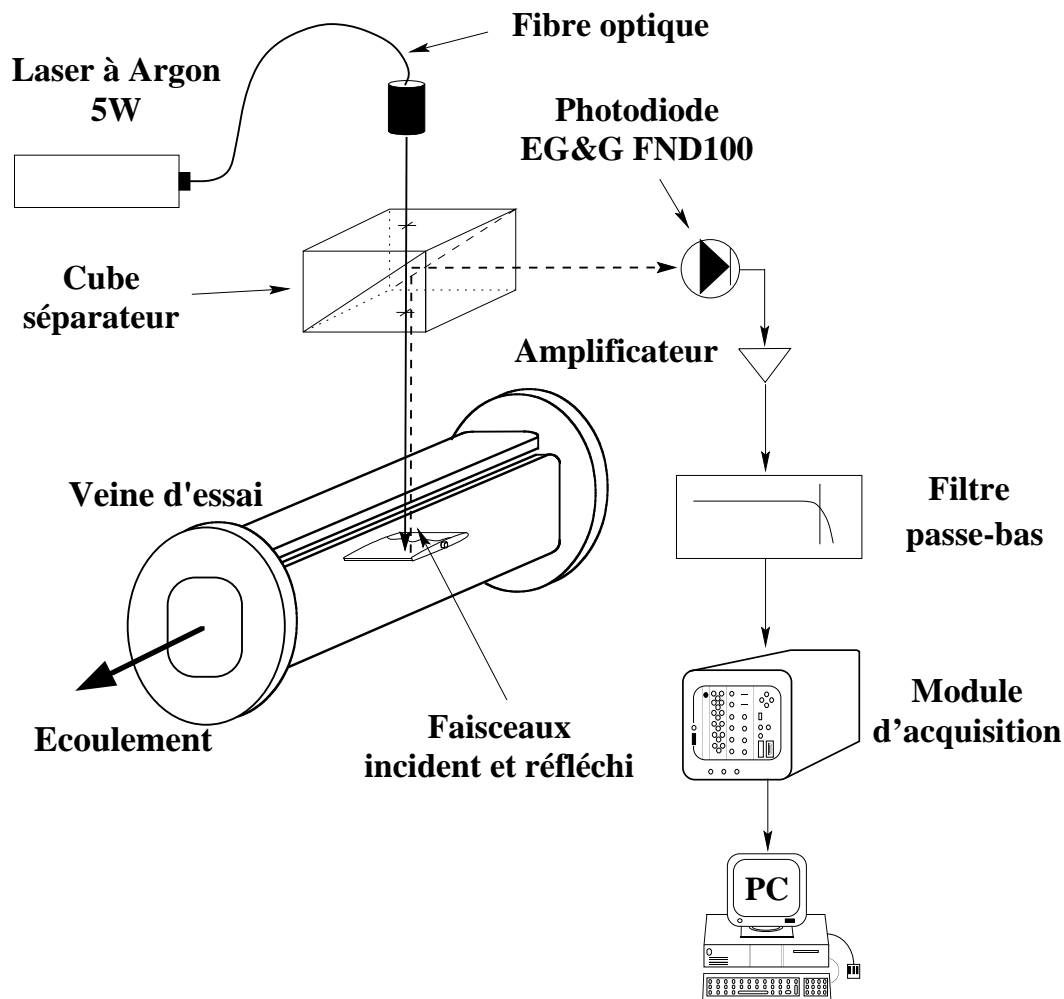 Fibre optique
Laser à Argon
5W
Photodiode
EG&G FND100
Cube
séparateur
Amplificateur
Veine d'essai
Filtre
passe-bas
Ecoulement
Faisceaux
incident et réfléchi
Module
d’acquisition
PC